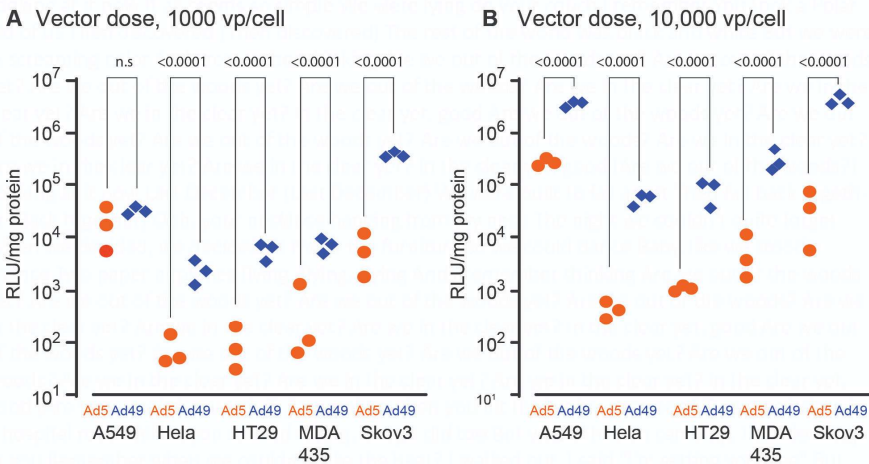 A Vector dose, 1000 vp/cell
n.s <0.0001 <0.0001 <0.0001 <0.0001
RLU/mg protein
10⁷
10⁶
10⁵
10⁴
10³
10²
10¹
Ad5 Ad49 Ad5 Ad49 Ad5 Ad49 Ad5 Ad49 Ad5 Ad49
A549 Hela HT29 MDA Skov3
435
B Vector dose, 10,000 vp/cell
<0.0001 <0.0001 <0.0001 <0.0001 <0.0001
RLU/mg protein
10⁷
10⁶
10⁵
10⁴
10³
10²
10¹
Ad5 Ad49 Ad5 Ad49 Ad5 Ad49 Ad5 Ad49 Ad5 Ad49
A549 Hela HT29 MDA Skov3
435